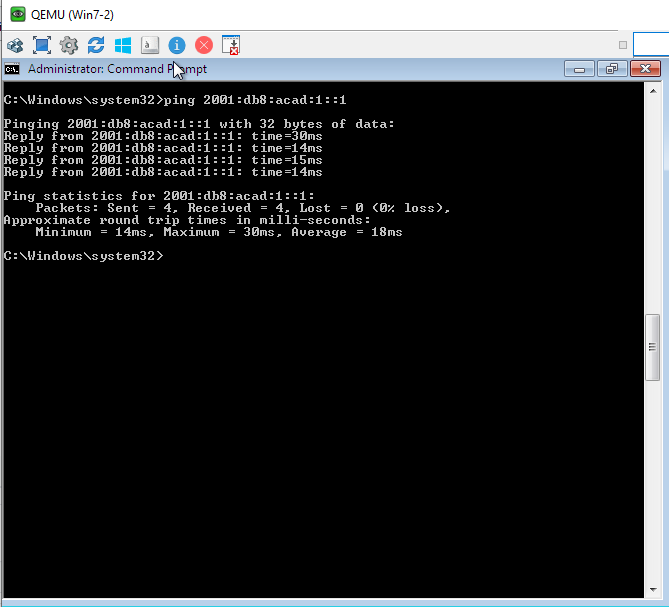 QEMU (Win7-2)
Administrator: Command Prompt
C:\Windows\system32>ping 2001:db8:acad:1::1
Pinging 2001:db8:acad:1::1 with 32 bytes of data:
Reply from 2001:db8:acad:1::1: time=30ms
Reply from 2001:db8:acad:1::1: time=14ms
Reply from 2001:db8:acad:1::1: time=15ms
Reply from 2001:db8:acad:1::1: time=14ms
Ping statistics for 2001:db8:acad:1::1:
    Packets: Sent = 4, Received = 4, Lost = 0 (0% loss),
Approximate round trip times in milli-seconds:
    Minimum = 14ms, Maximum = 30ms, Average = 18ms
C:\Windows\system32>